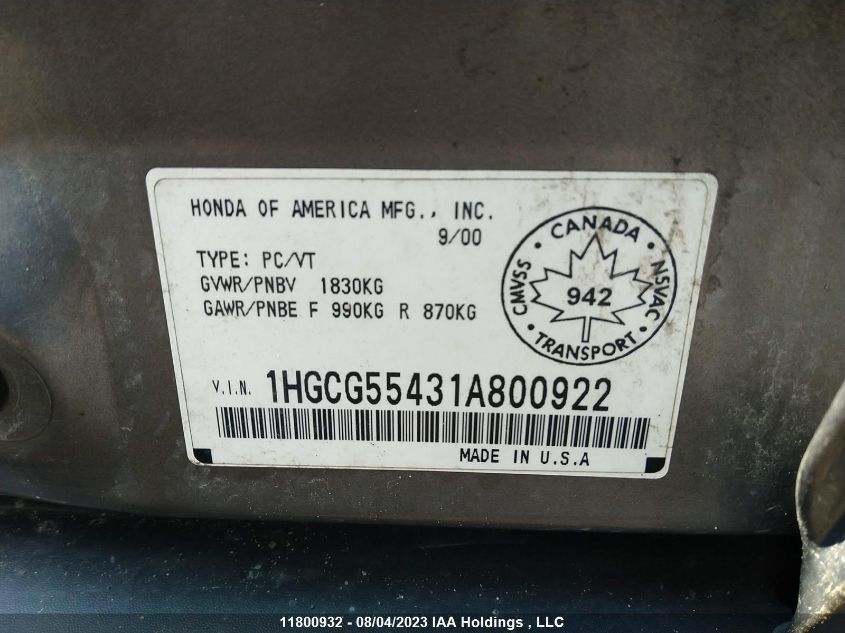 HONDA OF AMERICA MFG., INC.
9/00
TYPE: PC/VT
GVWR/PNBV 1830KG
GAWR/PNBE F 990KG R 870KG
CMVSS · CANADA · NSVAC · TRANSPORT ·
942
V.I.N. 1HGCG55431A800922
MADE IN U.S.A
11800932 - 08/04/2023 IAA Holdings , LLC